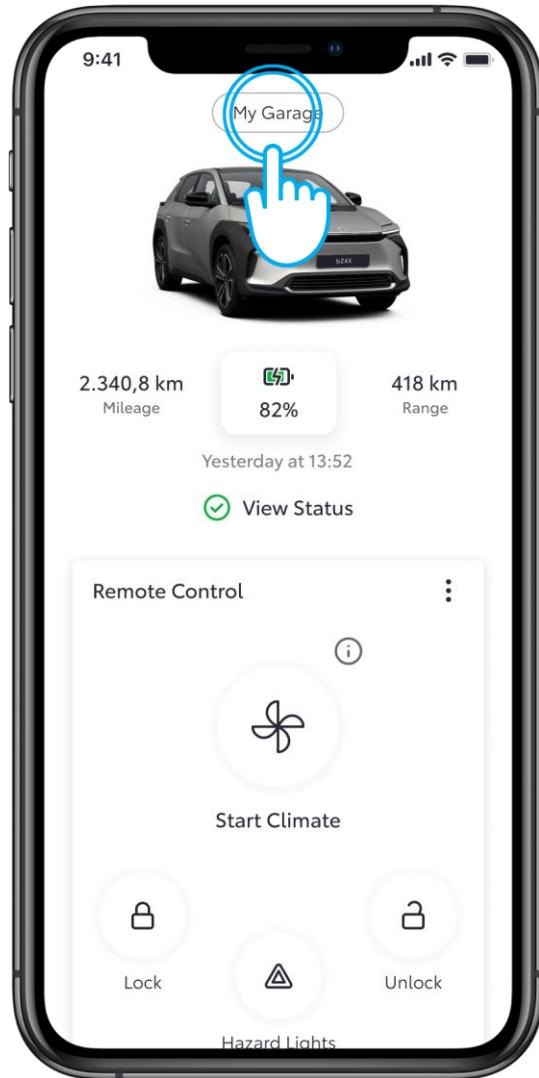 9:41
My Garage
bZ4X
2.340,8 km
Mileage
82%
418 km
Range
Yesterday at 13:52
View Status
Remote Control
Start Climate
Lock
Unlock
Hazard Lights